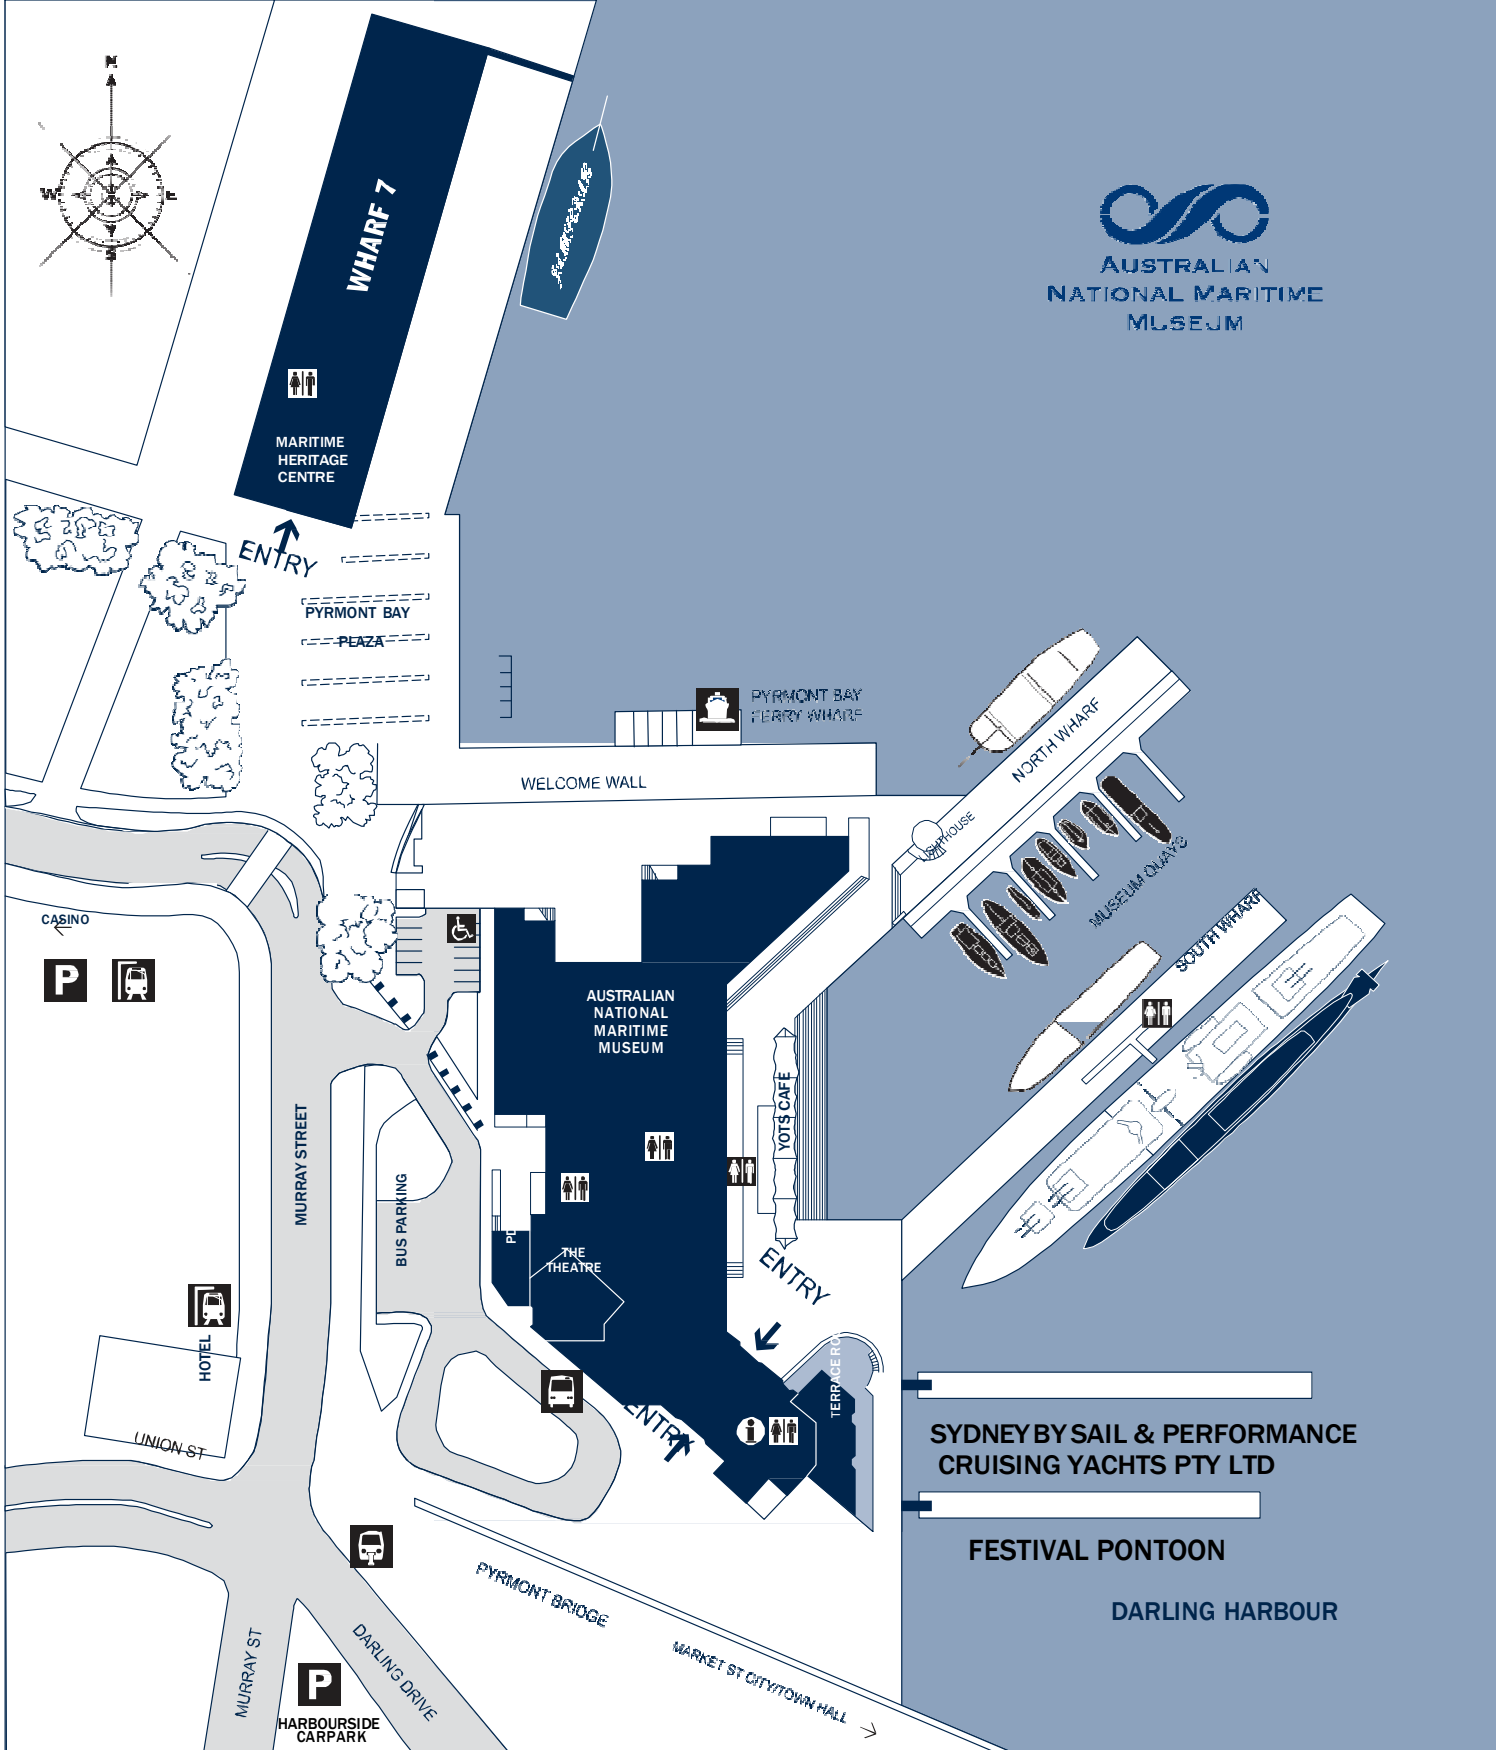 N
W
E
S
WHARF 7
AUSTRALIAN
NATIONAL MARITIME
MUSEUM
MARITIME
HERITAGE
CENTRE
ENTRY
PYRMONT BAY
PLAZA
PYRMONT BAY
FERRY WHARF
WELCOME WALL
NORTH WHARF
MUSEUM QUAYS
SOUTH WHARF
CASINO
P
AUSTRALIAN
NATIONAL
MARITIME
MUSEUM
YOTS CAFE
MURRAY STREET
BUS PARKING
THE
THEATRE
ENTRY
HOTEL
TERRACE RO
UNION ST
ENTRY
i
SYDNEY BY SAIL & PERFORMANCE
CRUISING YACHTS PTY LTD
FESTIVAL PONTOON
PYRMONT BRIDGE
DARLING HARBOUR
MURRAY ST
DARLING DRIVE
MARKET ST CITY/TOWN HALL
P
HARBOURSIDE
CARPARK